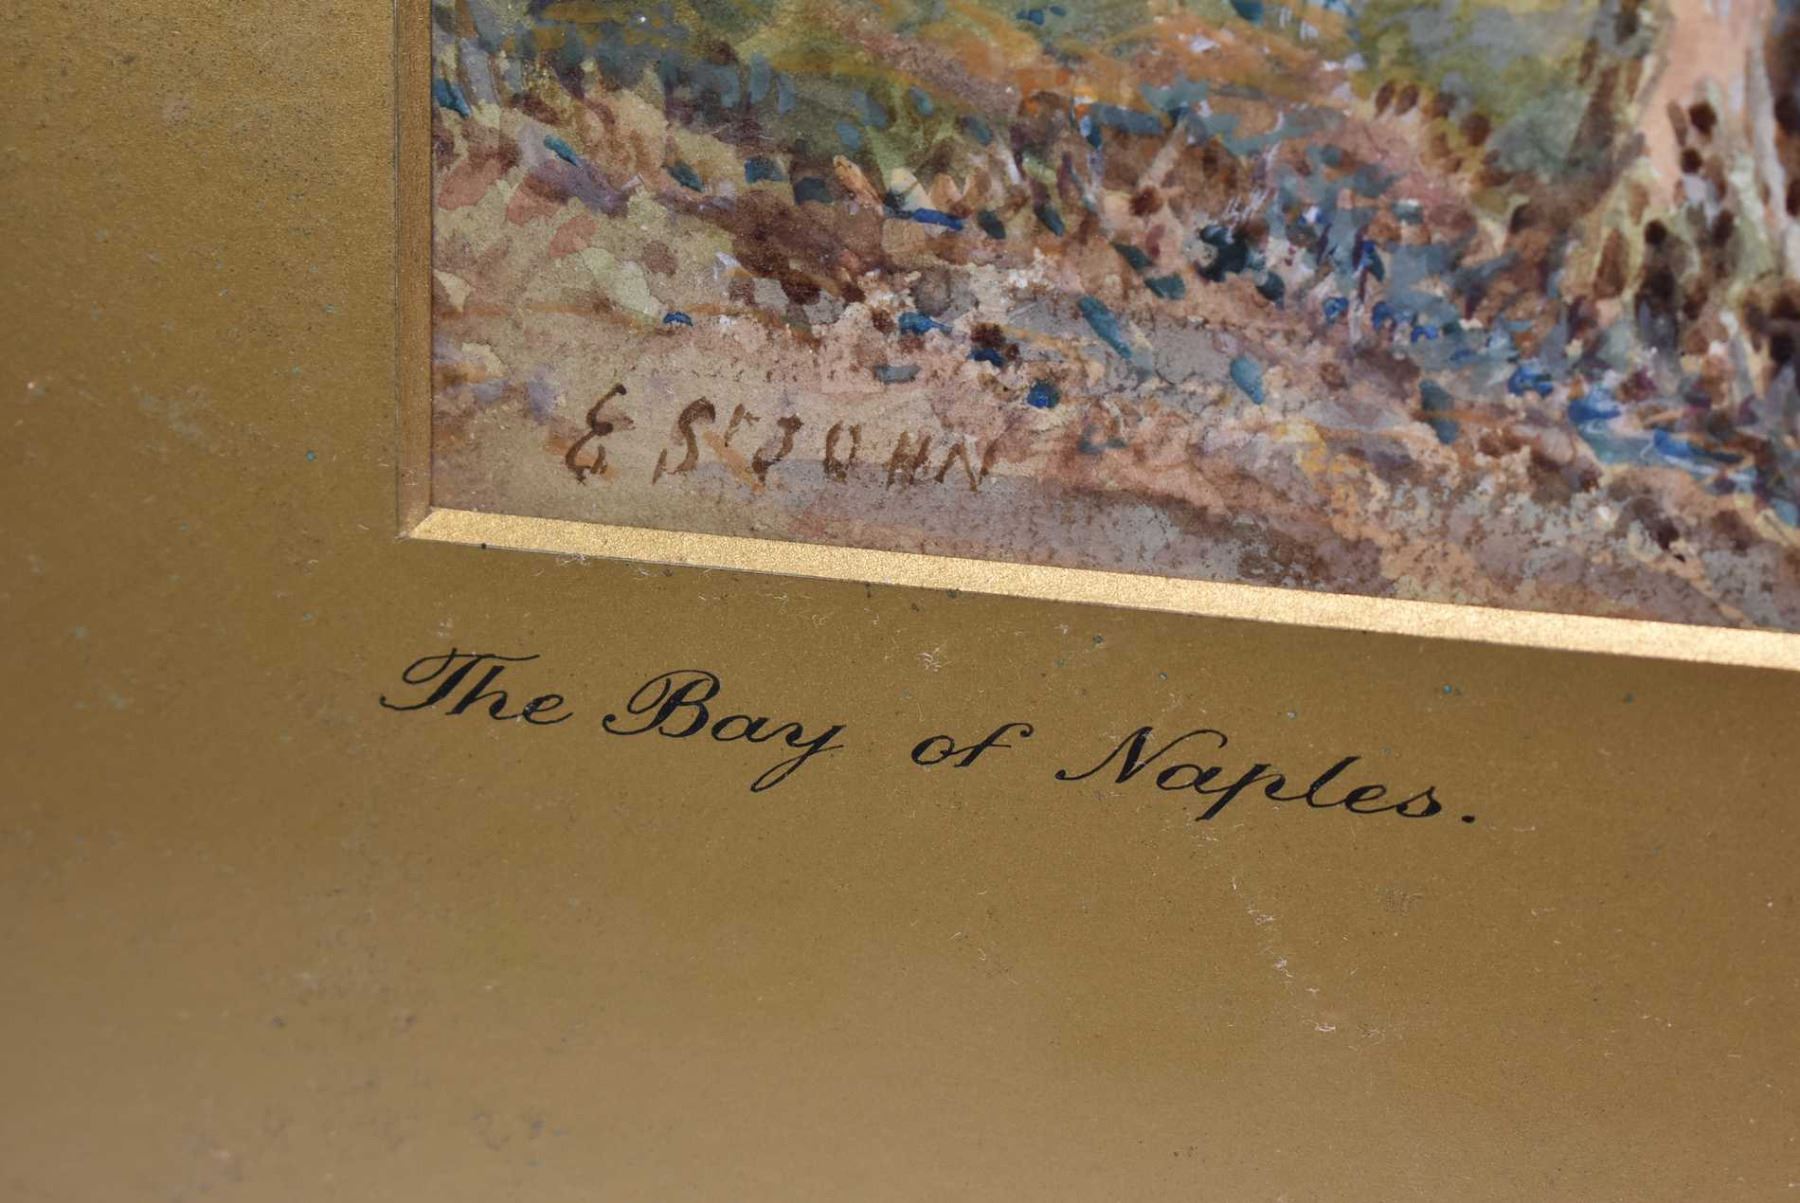 E St JOHN
The Bay of Naples.